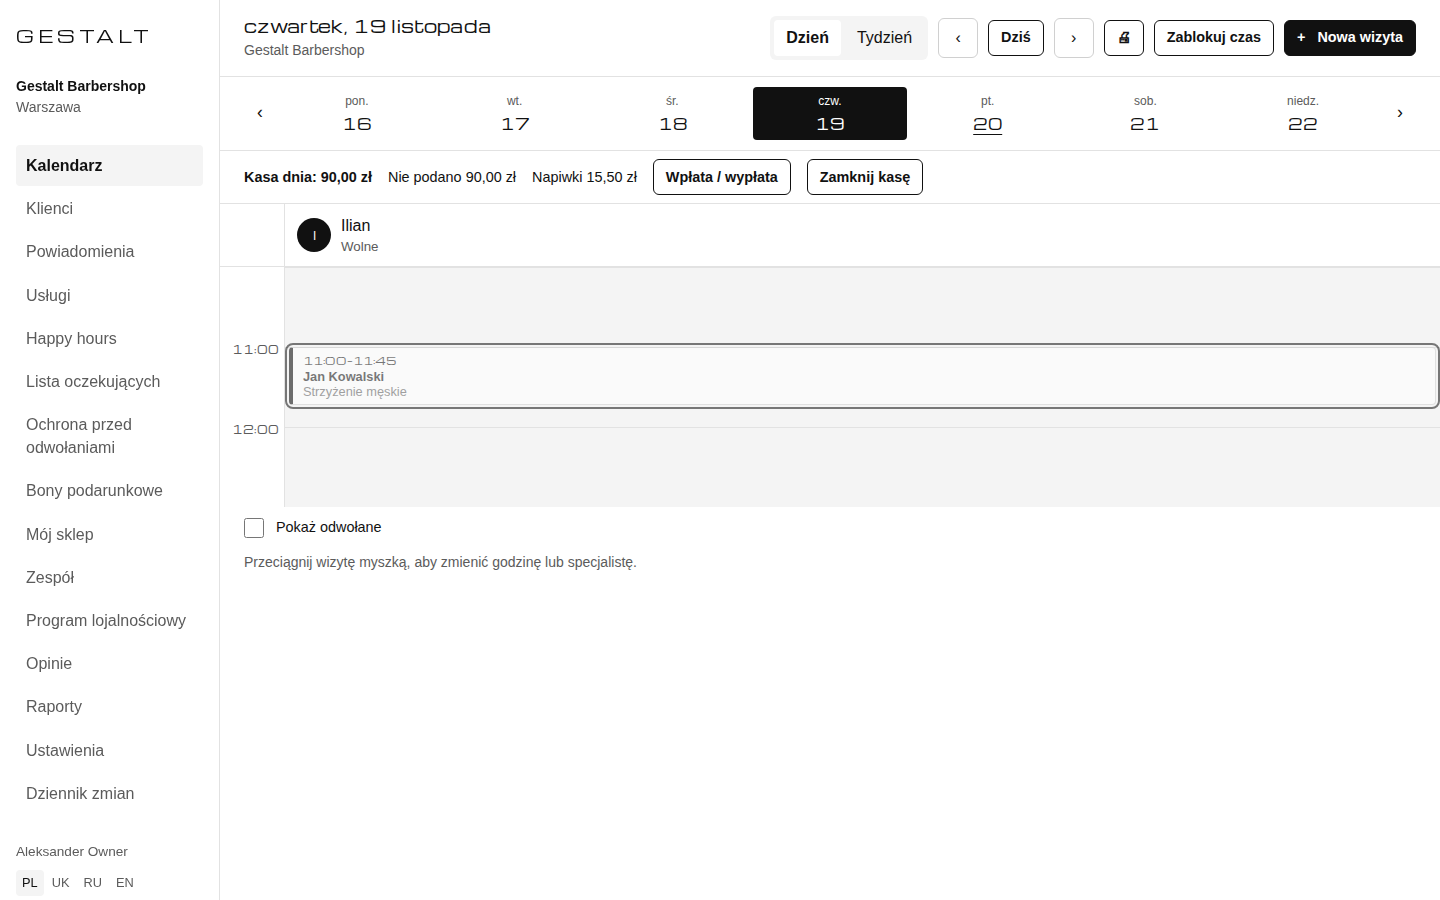 GESTALT
Gestalt Barbershop
Warszawa
Kalendarz
Klienci
Powiadomienia
Usługi
Happy hours
Lista oczekujących
Ochrona przed
odwołaniami
Bony podarunkowe
Mój sklep
Zespół
Program lojalnościowy
Opinie
Raporty
Ustawienia
Dziennik zmian
Aleksander Owner
PL UK RU EN
czwartek, 19 listopada
Gestalt Barbershop
Dzień Tydzień ‹ Dziś › Zablokuj czas + Nowa wizyta
‹ pon. wt. śr. czw. pt. sob. niedz. ›
16 17 18 19 20 21 22
Kasa dnia: 90,00 zł Nie podano 90,00 zł Napiwki 15,50 zł Wpłata / wypłata Zamknij kasę
I Ilian
Wolne
11:00
11:00-11:45
Jan Kowalski
Strzyżenie męskie
12:00
Pokaż odwołane
Przeciągnij wizytę myszką, aby zmienić godzinę lub specjalistę.